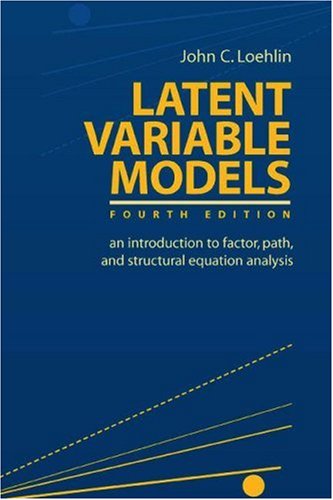 John C. Loehlin
LATENT
VARIABLE
MODELS
FOURTH EDITION
an introduction to factor, path,
and structural equation analysis